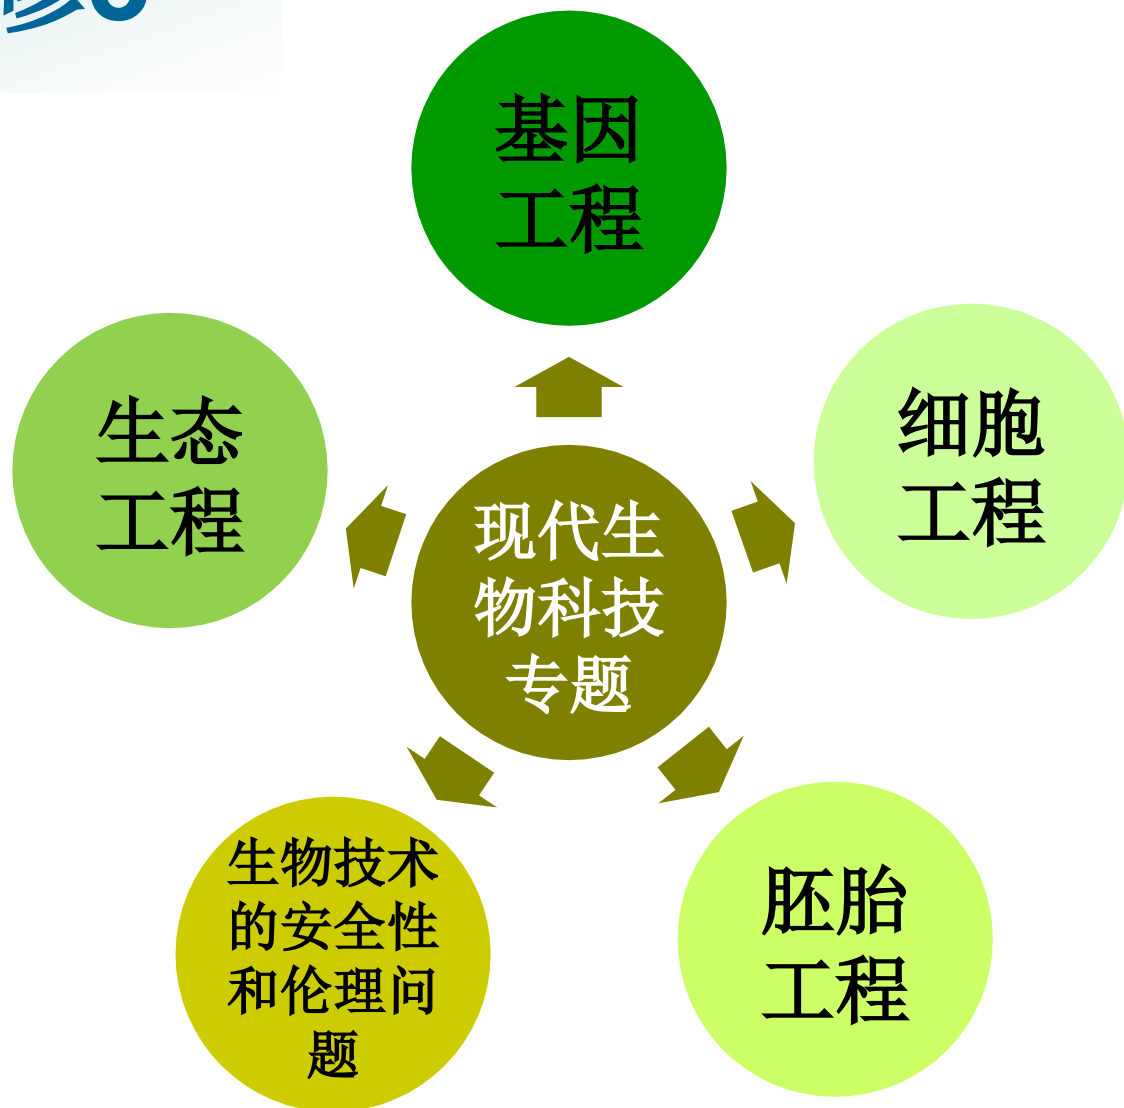 基因
工程
生态
工程
细胞
工程
现代生
物科技
专题
生物技术
的安全性
和伦理问
题
胚胎
工程